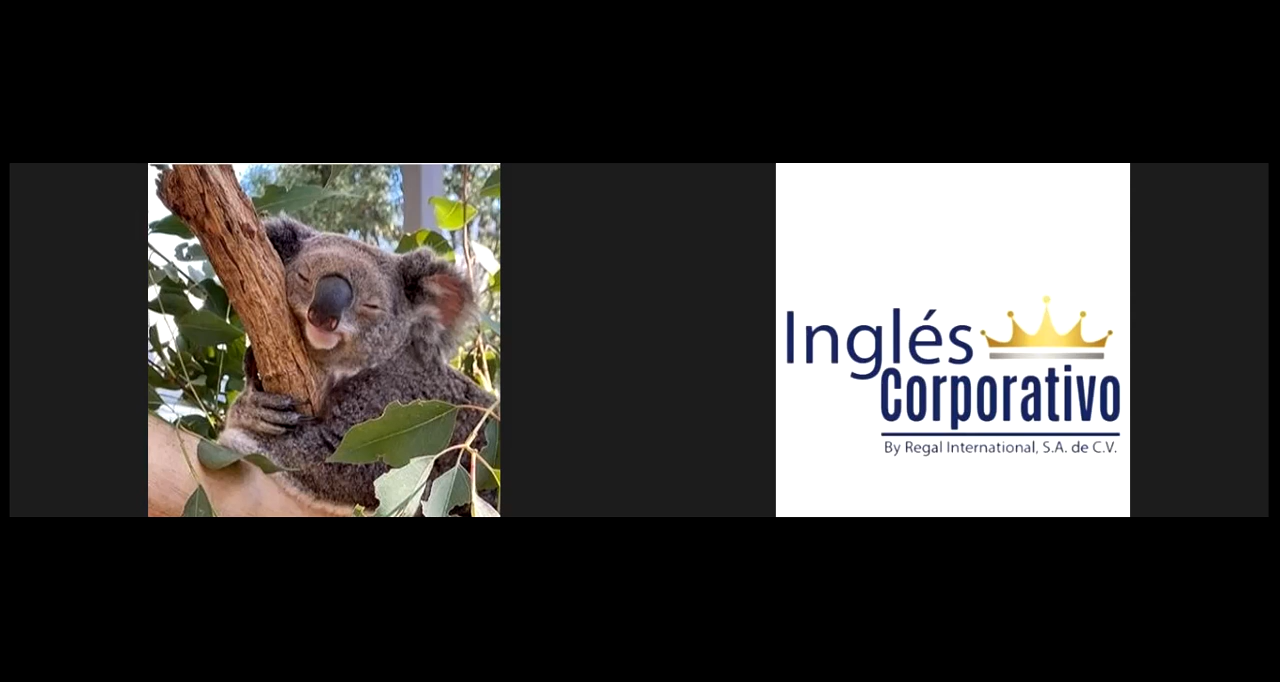 Inglés
Corporativo
By Regal International, S.A. de C.V.